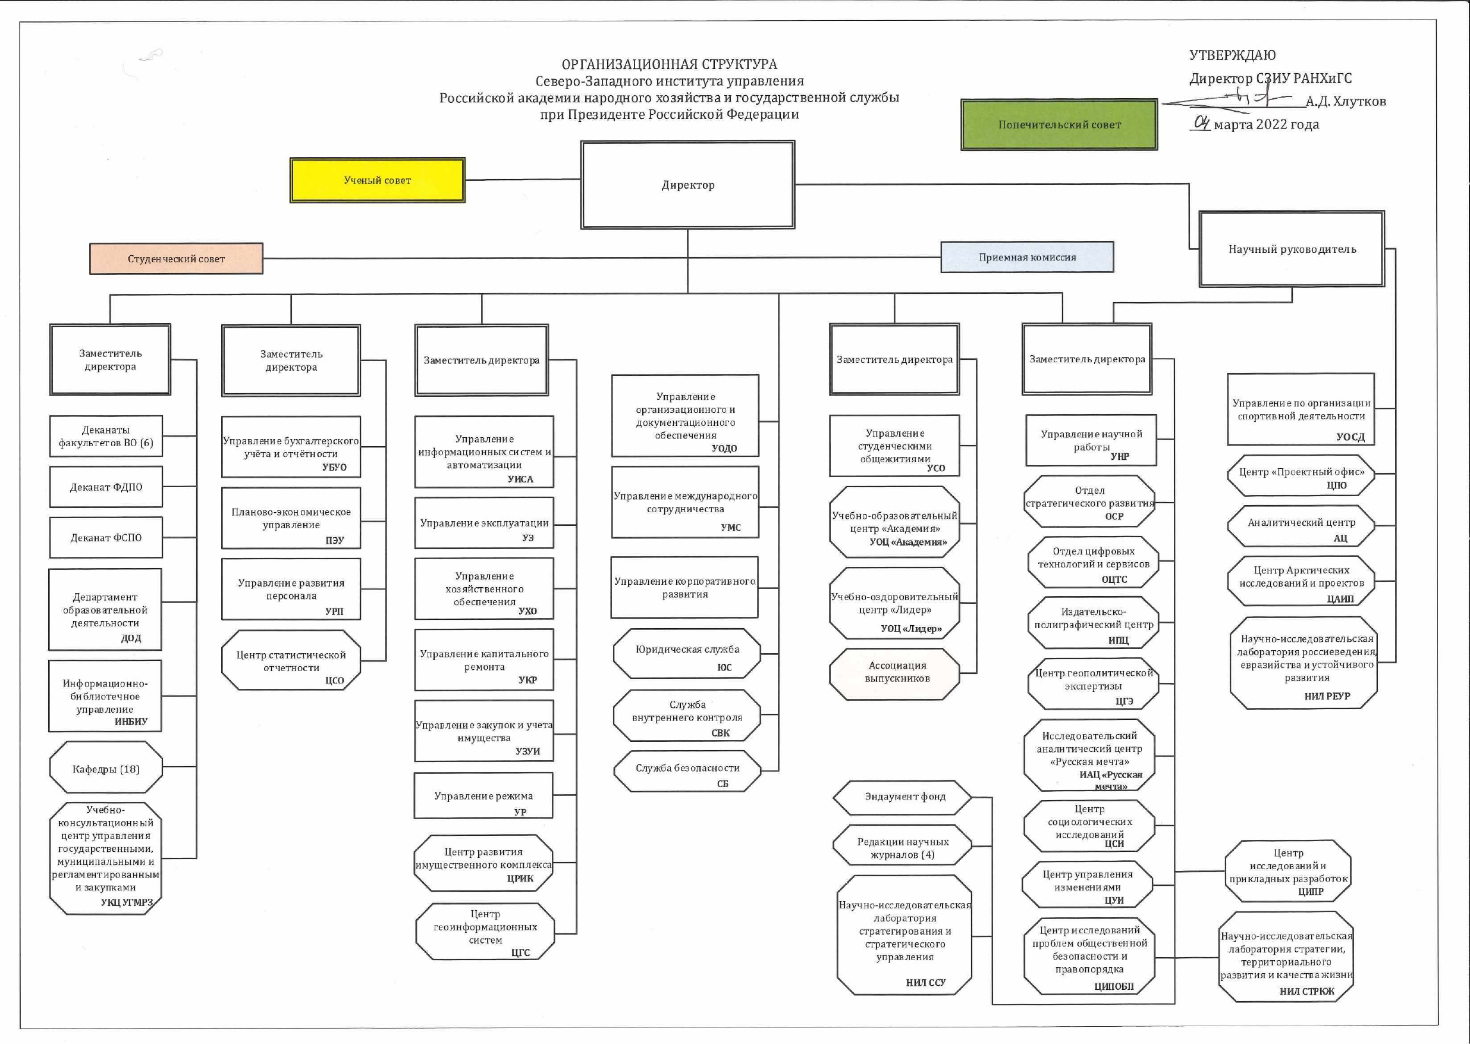 УТВЕРЖДАЮ
Директор СЗИУ РАНХиГС
А.Д. Хлутков
04 марта 2022 года
ОРГАНИЗАЦИОННАЯ СТРУКТУРА
Северо-Западного института управления
Российской академии народного хозяйства и государственной службы
при Президенте Российской Федерации
Попечительский совет
Ученый совет
Директор
Научный руководитель
Студенческий совет
Приемная комиссия
Заместитель
директора
Деканаты
факультетов ВО (6)
Деканат ФДПО
Деканат ФСПО
Департамент
образовательной
деятельности
ДОД
Информационно-
библиотечное
управление
ИНБИУ
Кафедры (18)
Учебно-
консультационный
центр управления
государственными,
муниципальными и
регламентированным
и закупками
УКЦ УГМРЗ
Заместитель
директора
Управление бухгалтерского
учёта и отчётности
УБУО
Планово-экономическое
управление
ПЭУ
Управление развития
персонала
УРП
Центр статистической
отчетности
ЦСО
Заместитель директора
Управление
информационных систем и
автоматизации
УИСА
Управление эксплуатации
УЭ
Управление
хозяйственного
обеспечения
УХО
Управление капитального
ремонта
УКР
Управление закупок и учета
имущества
УЗУИ
Управление режима
УР
Центр развития
имущественного комплекса
ЦРИК
Центр
геоинформационных
систем
ЦГС
Управление
организационного и
документационного
обеспечения
УОДО
Управление международного
сотрудничества
УМС
Управление корпоративного
развития
Юридическая служба
ЮС
Служба
внутреннего контроля
СВК
Служба безопасности
СБ
Заместитель директора
Управление
студенческими
общежитиями
УСО
Учебно-образовательный
центр «Академия»
УОЦ «Академия»
Учебно-оздоровительный
центр «Лидер»
УОЦ «Лидер»
Ассоциация
выпускников
Эндаумент фонд
Редакции научных
журналов (4)
Научно-исследовательская
лаборатория
стратегирования и
стратегического
управления
НИЛ ССУ
Заместитель директора
Управление научной
работы
УНР
Отдел
стратегического развития
ОСР
Отдел цифровых
технологий и сервисов
ОЦТС
Издательско-
полиграфический центр
ИПЦ
Центр геополитической
экспертизы
ЦГЭ
Исследовательский
аналитический центр
«Русская мечта»
ИАЦ «Русская
мечта»
Центр
социологических
исследований
ЦСИ
Центр управления
изменениями
ЦУИ
Центр исследований
проблем общественной
безопасности и
правопорядка
ЦИПОБП
Управление по организации
спортивной деятельности
УОСД
Центр «Проектный офис»
ЦПО
Аналитический центр
АЦ
Центр Арктических
исследований и проектов
ЦАИП
Научно-исследовательская
лаборатория россиеведения,
евразийства и устойчивого
развития
НИЛ РЕУР
Центр
исследований и
прикладных разработок
ЦИПР
Научно-исследовательская
лаборатория стратегии,
территориального
развития и качества жизни
НИЛ СТРКЖ